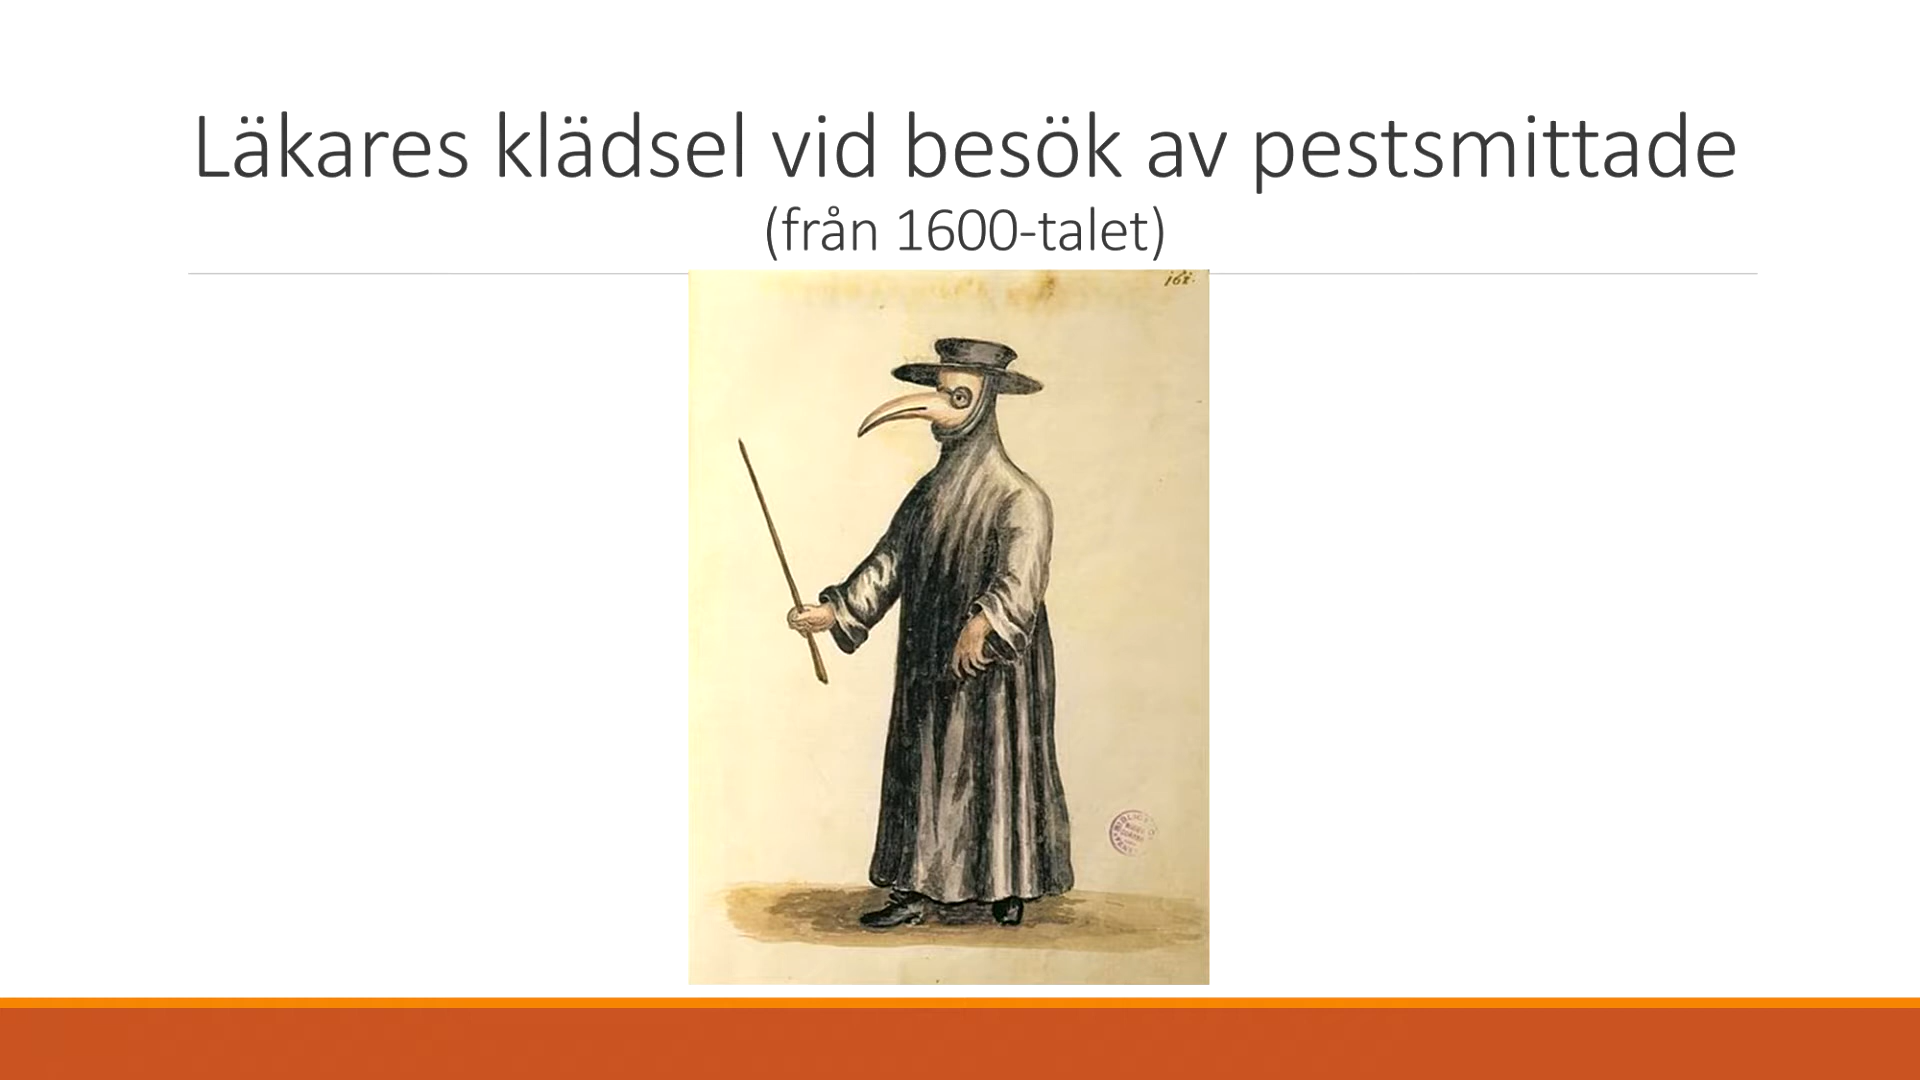 Läkares klädsel vid besök av pestsmittade
(från 1600-talet)